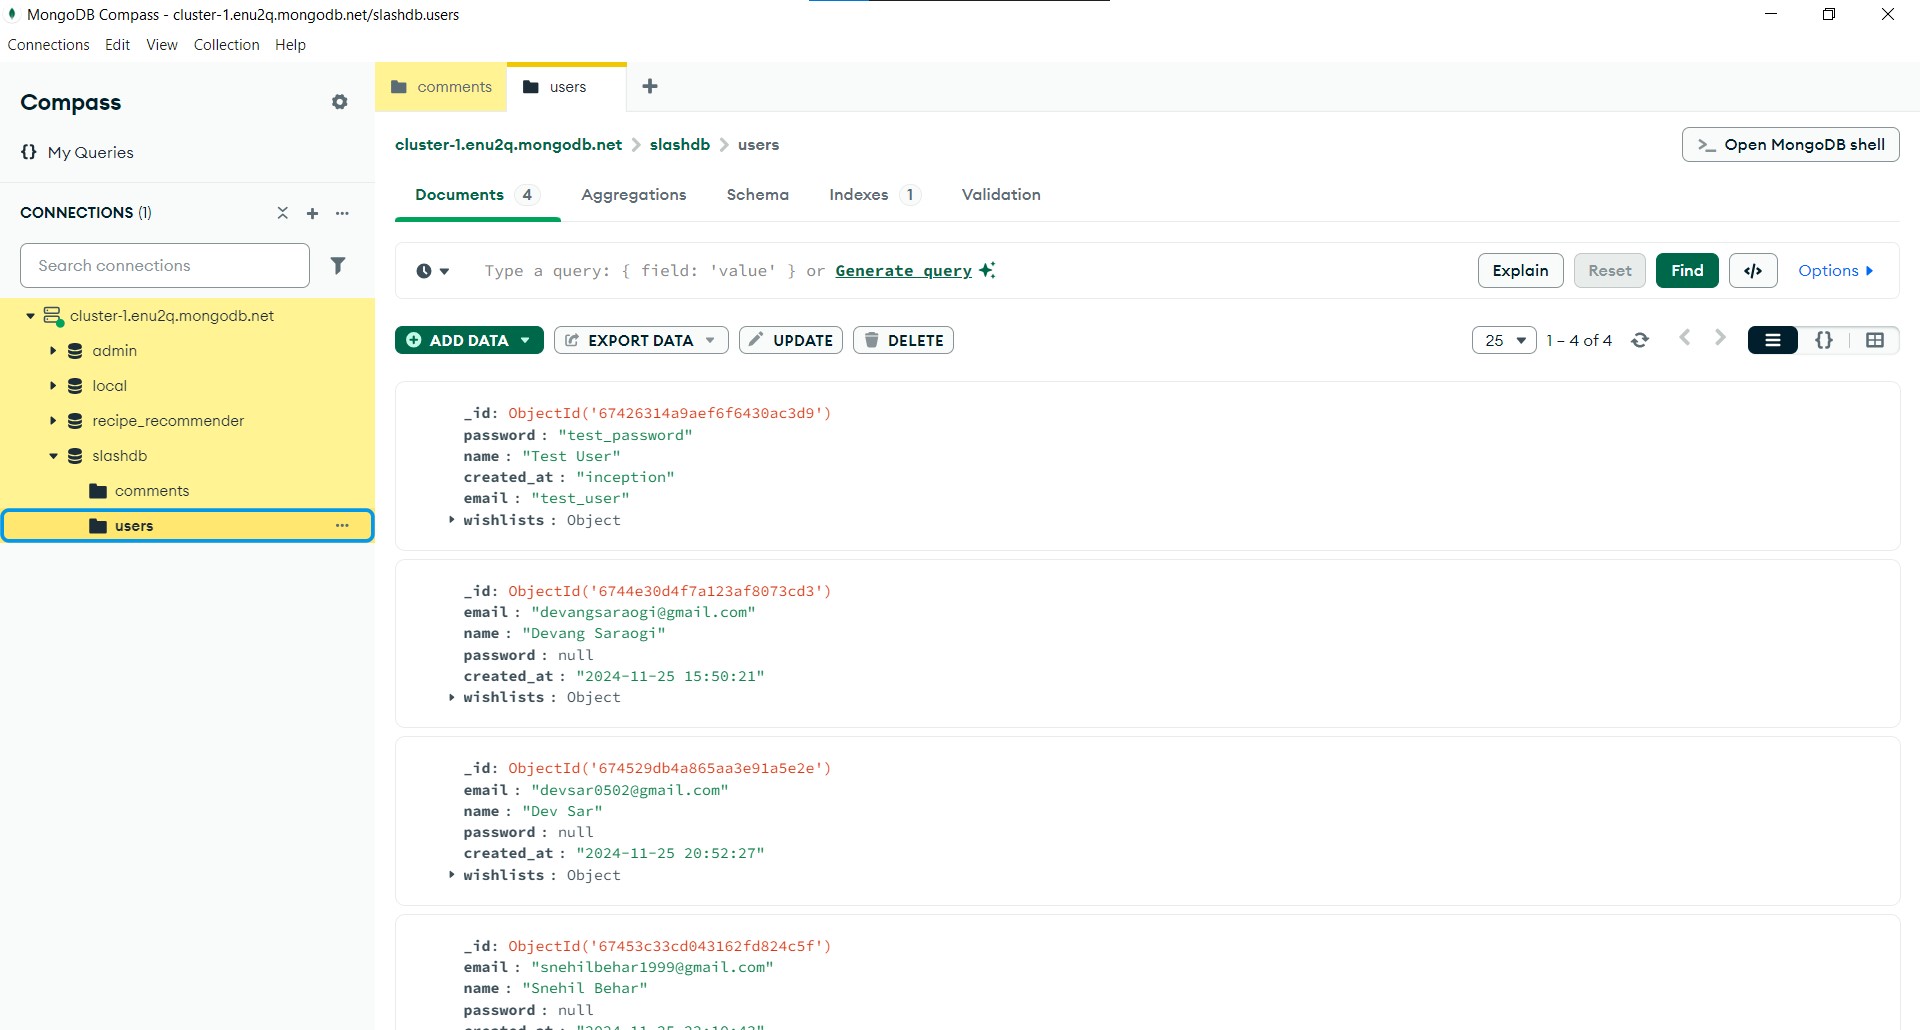 MongoDB Compass - cluster-1.enu2q.mongodb.net/slashdb.users
Connections Edit View Collection Help
Compass
{} My Queries
CONNECTIONS (1)
Search connections
cluster-1.enu2q.mongodb.net
admin
local
recipe_recommender
slashdb
comments
users
comments
users
cluster-1.enu2q.mongodb.net > slashdb > users
>_ Open MongoDB shell
Documents 4 Aggregations Schema Indexes 1 Validation
Type a query: { field: 'value' } or Generate query
Explain Reset Find </> Options
ADD DATA EXPORT DATA UPDATE DELETE
25 1 – 4 of 4 {}
_id: ObjectId('67426314a9aef6f6430ac3d9')
password : "test_password"
name : "Test User"
created_at : "inception"
email : "test_user"
wishlists : Object
_id: ObjectId('6744e30d4f7a123af8073cd3')
email : "devangsaraogi@gmail.com"
name : "Devang Saraogi"
password : null
created_at : "2024-11-25 15:50:21"
wishlists : Object
_id: ObjectId('674529db4a865aa3e91a5e2e')
email : "devsar0502@gmail.com"
name : "Dev Sar"
password : null
created_at : "2024-11-25 20:52:27"
wishlists : Object
_id: ObjectId('67453c33cd043162fd824c5f')
email : "snehilbehar1999@gmail.com"
name : "Snehil Behar"
password : null